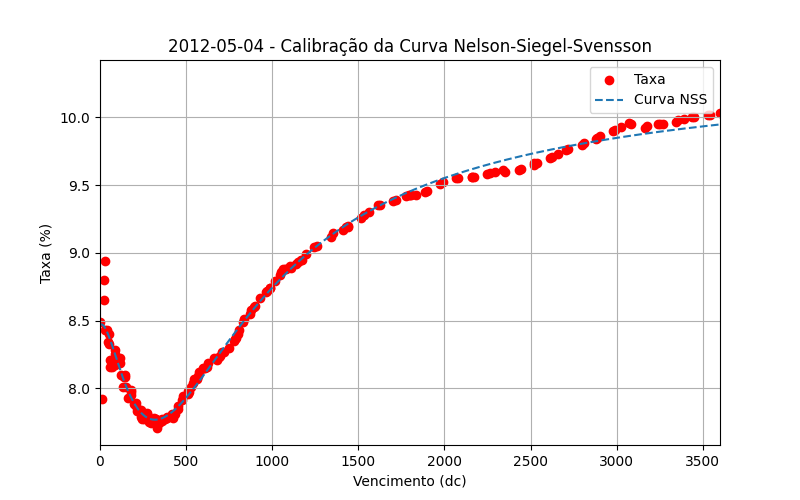 2012-05-04 - Calibração da Curva Nelson-Siegel-Svensson
Taxa
Curva NSS
Taxa (%)
10.0
9.5
9.0
8.5
8.0
0 500 1000 1500 2000 2500 3000 3500
Vencimento (dc)